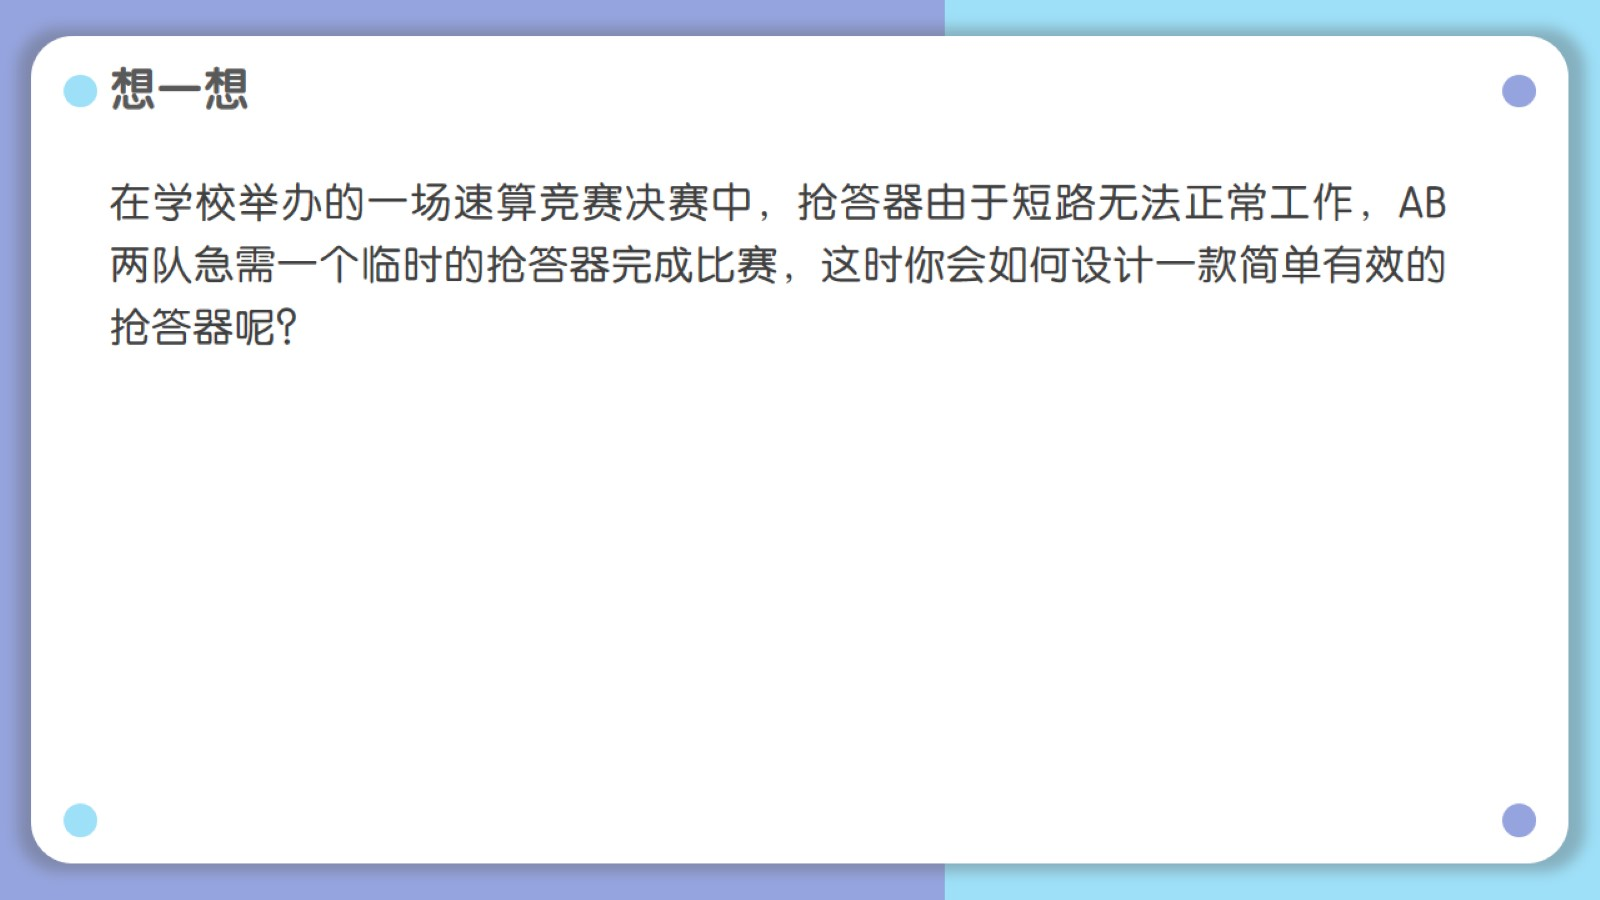 想一想
在学校举办的一场速算竞赛决赛中，抢答器由于短路无法正常工作，AB
两队急需一个临时的抢答器完成比赛，这时你会如何设计一款简单有效的
抢答器呢？